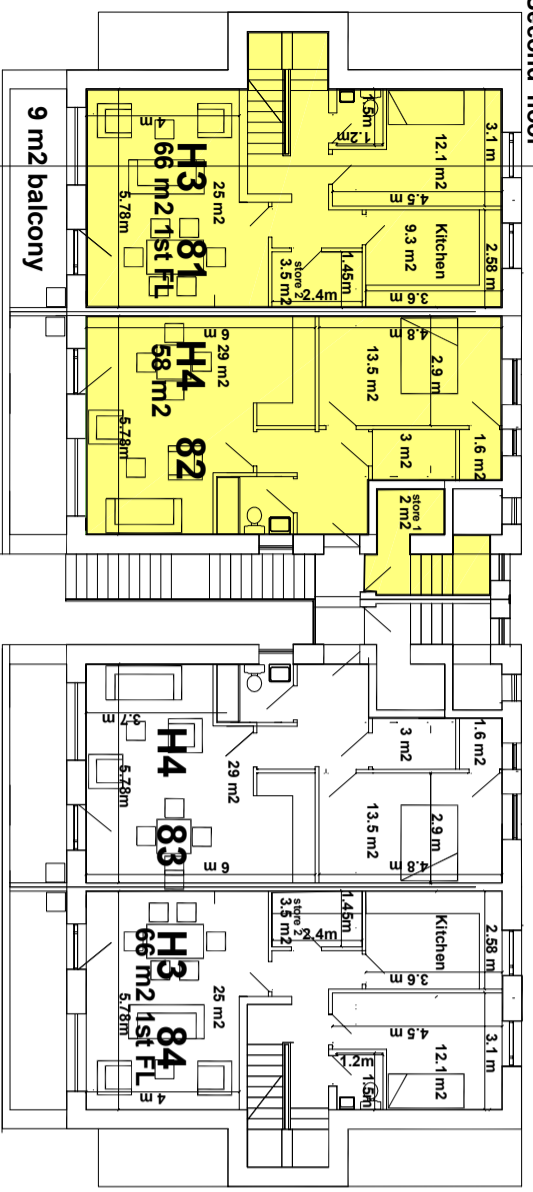 Second floor
3.1 m
12.1 m2
4.5 m
1.5m
1.2m
Kitchen
9.3 m2
2.58 m
3.6 m
1.45m
store 2
3.5 m2
2.4m
4 m
25 m2
H3 81
66 m2 1st FL
5.78m
9 m2 balcony
4.8 m
2.9 m
13.5 m2
1.6 m2
3 m2
store 1
2 m2
6 m
29 m2
H4 82
58 m2
5.78m
1.6 m2
3 m2
2.9 m
13.5 m2
4.8 m
3.7 m
29 m2
H4 83
5.78m
6 m
2.58 m
Kitchen
3.6 m
1.45m
store 2
3.5 m2
2.4m
3.1 m
4.5 m
12.1 m2
1.2m
1.5m
25 m2
H3 84
66 m2 1st FL
5.78m
4 m